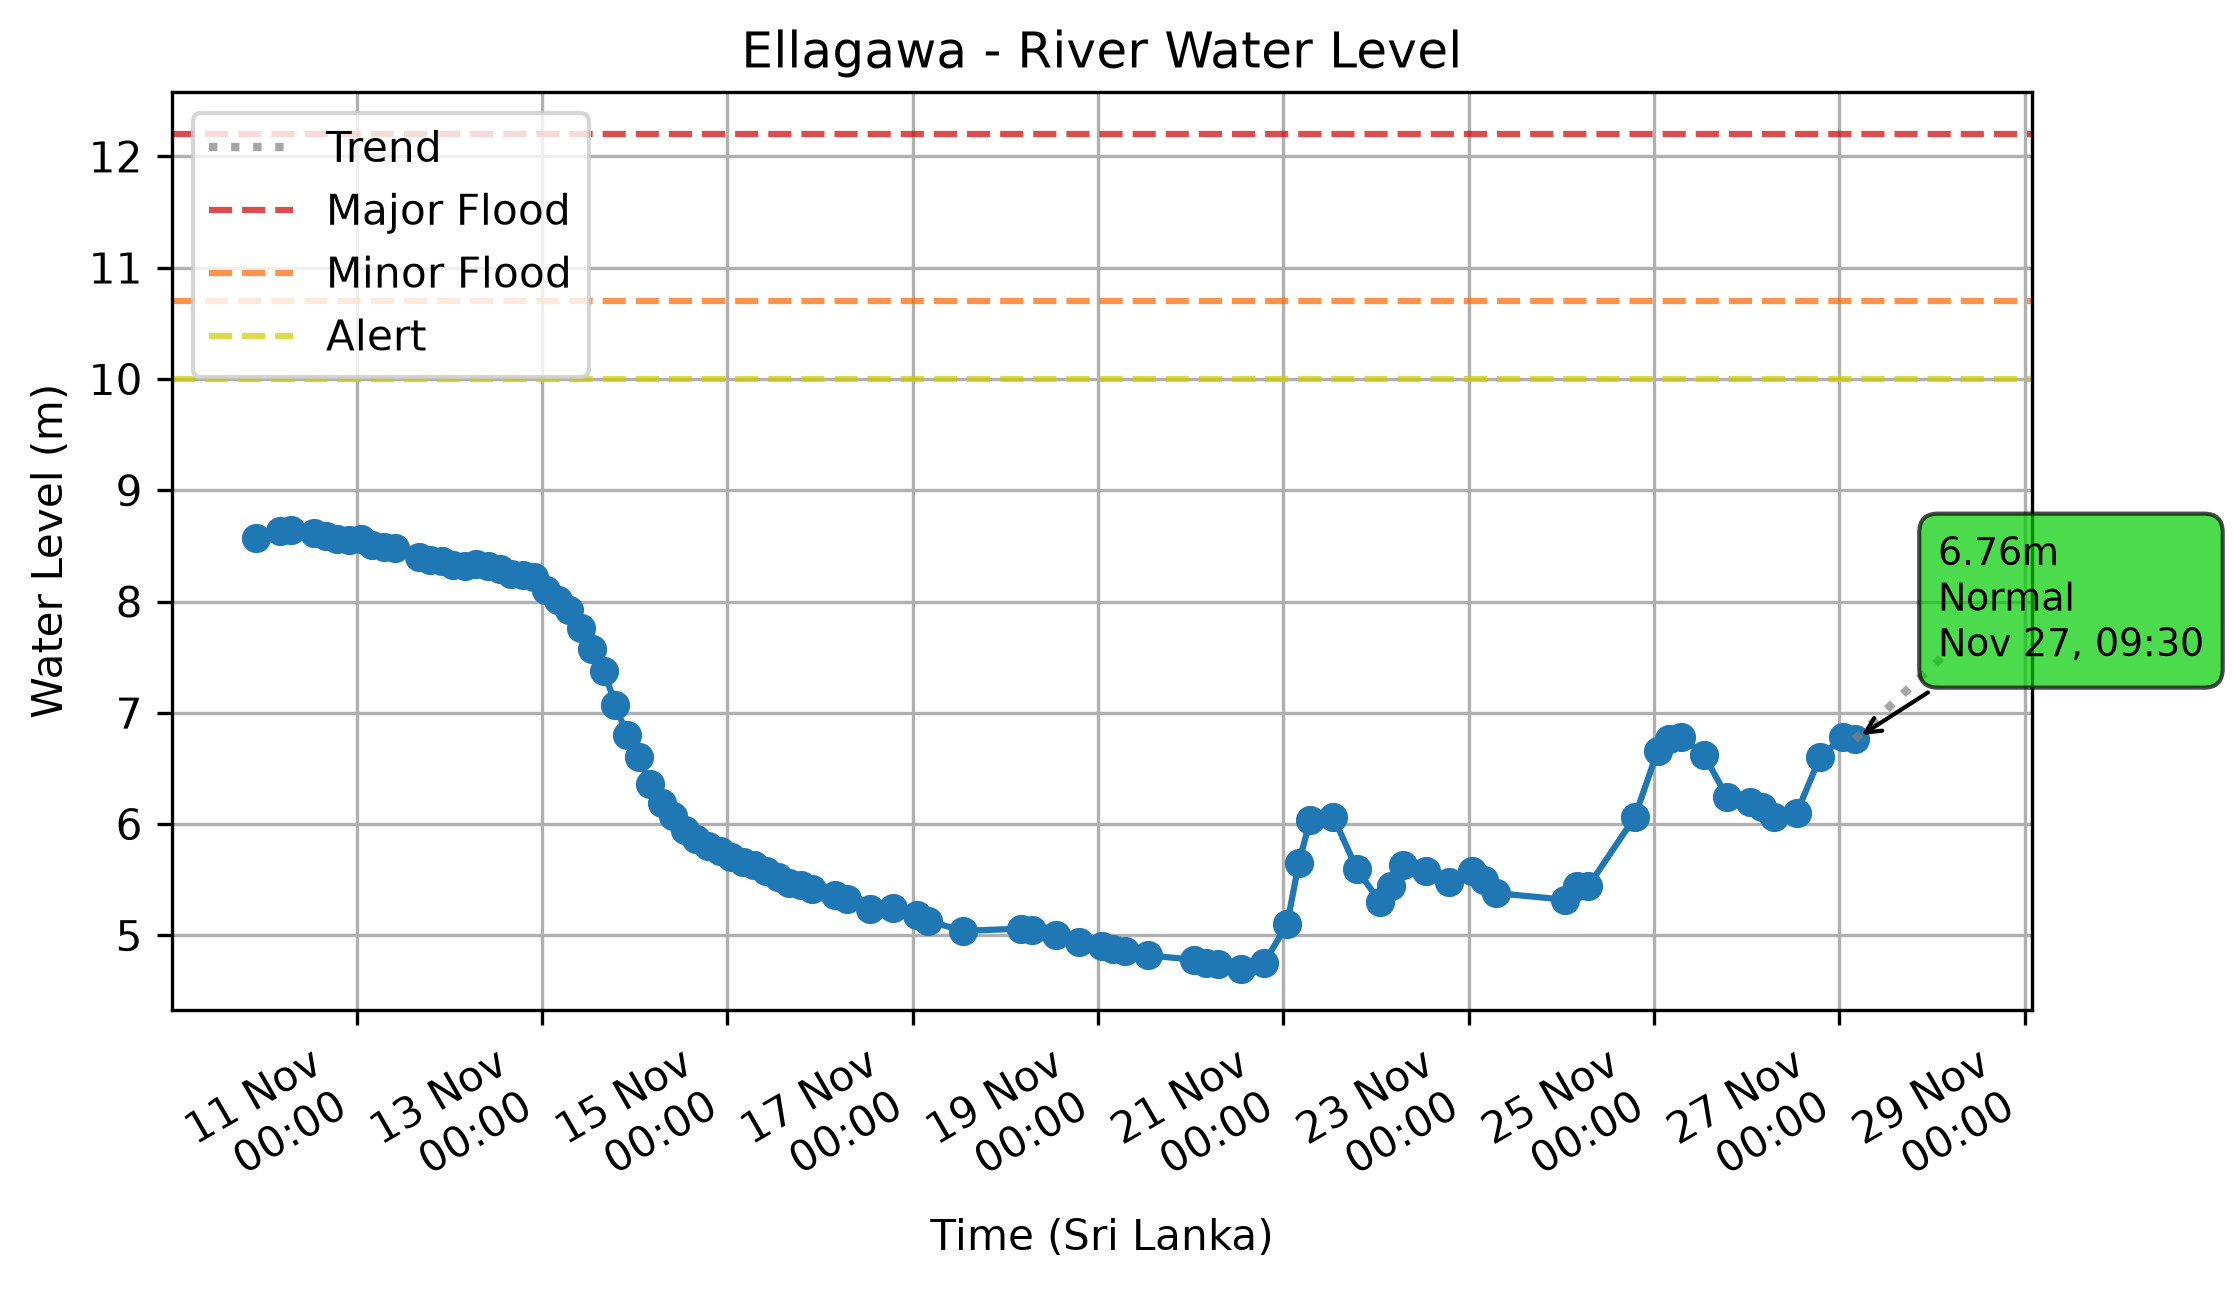 Ellagawa - River Water Level
Trend
Major Flood
Minor Flood
Alert
12
11
10
9
8
7
6
5
Water Level (m)
6.76m
Normal
Nov 27, 09:30
11 Nov
00:00
13 Nov
00:00
15 Nov
00:00
17 Nov
00:00
19 Nov
00:00
21 Nov
00:00
23 Nov
00:00
25 Nov
00:00
27 Nov
00:00
29 Nov
00:00
Time (Sri Lanka)